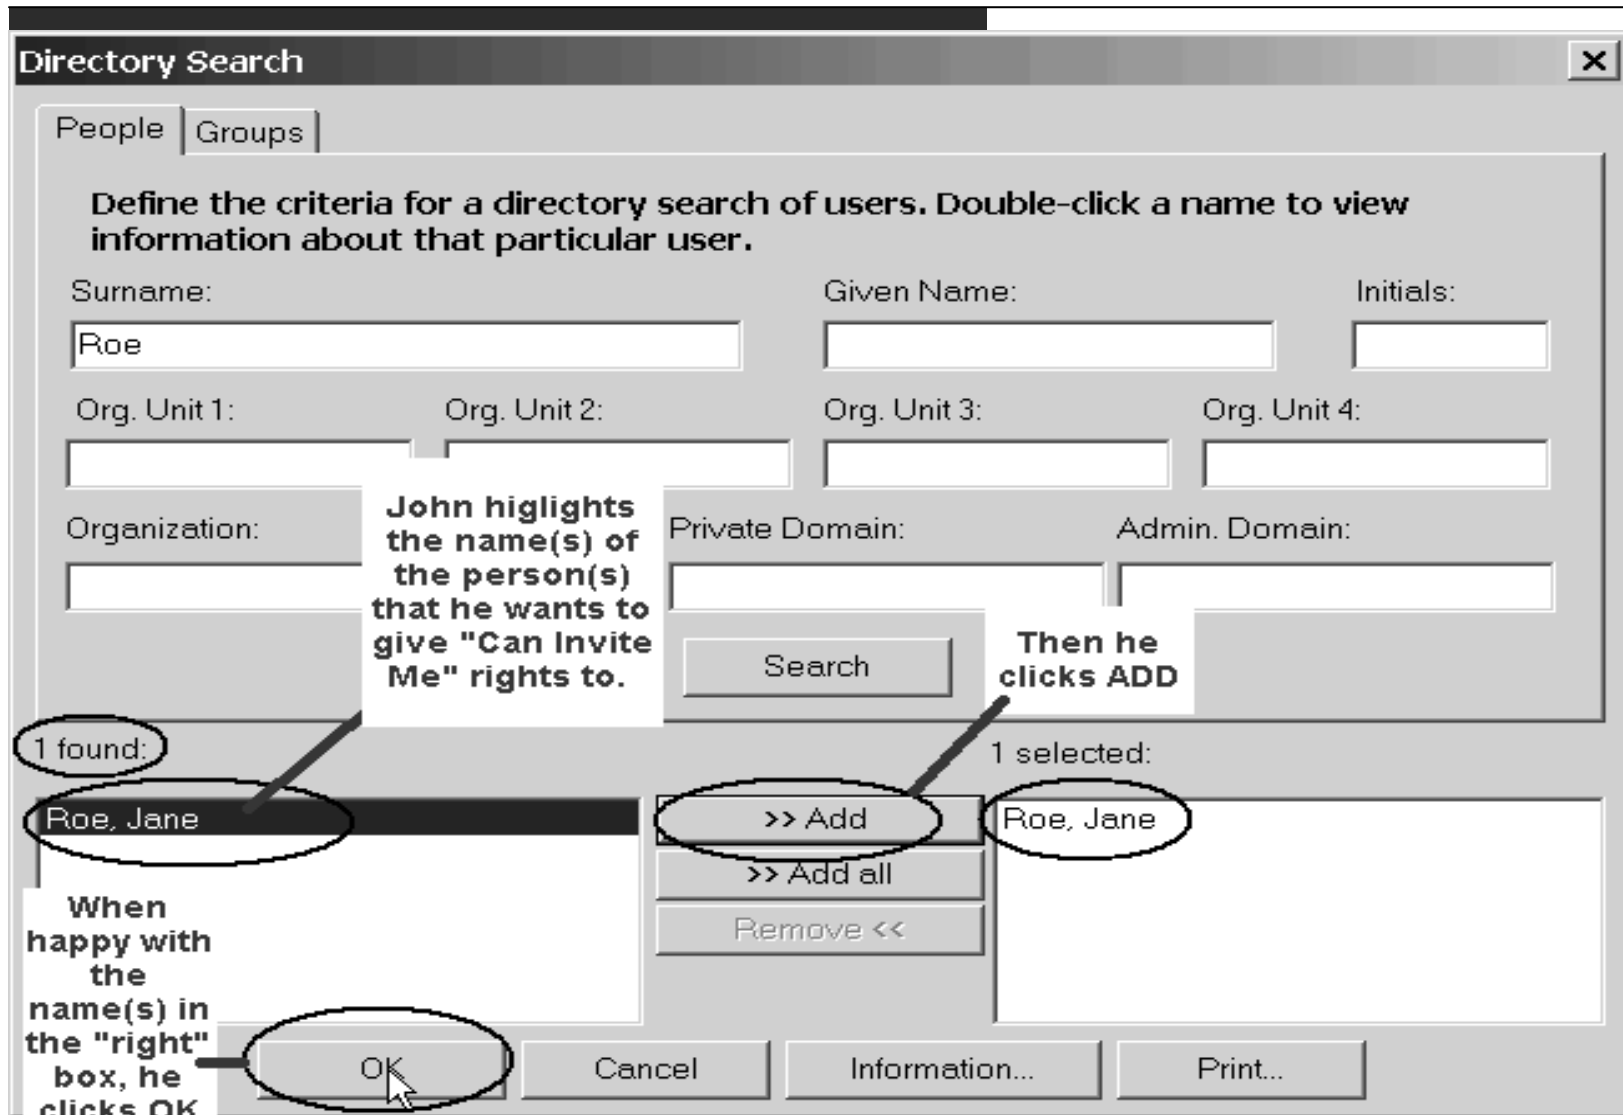 Directory Search
People
Groups
Define the criteria for a directory search of users. Double-click a name to view
information about that particular user.
Surname:
Given Name:
Initials:
Roe
Org. Unit 1:
Org. Unit 2:
Org. Unit 3:
Org. Unit 4:
Organization:
Private Domain:
Admin. Domain:
John higlights
the name(s) of
the person(s)
that he wants to
give "Can Invite
Me" rights to.
Search
Then he
clicks ADD
1 found:
1 selected:
Roe, Jane
>> Add
Roe, Jane
>> Add all
Remove <<
When
happy with
the
name(s) in
the "right"
box, he
clicks OK
OK
Cancel
Information...
Print...